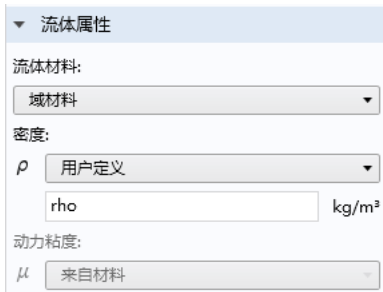 流体属性
流体材料:
域材料
密度:
ρ 用户定义
rho kg/m³
动力粘度:
μ 来自材料